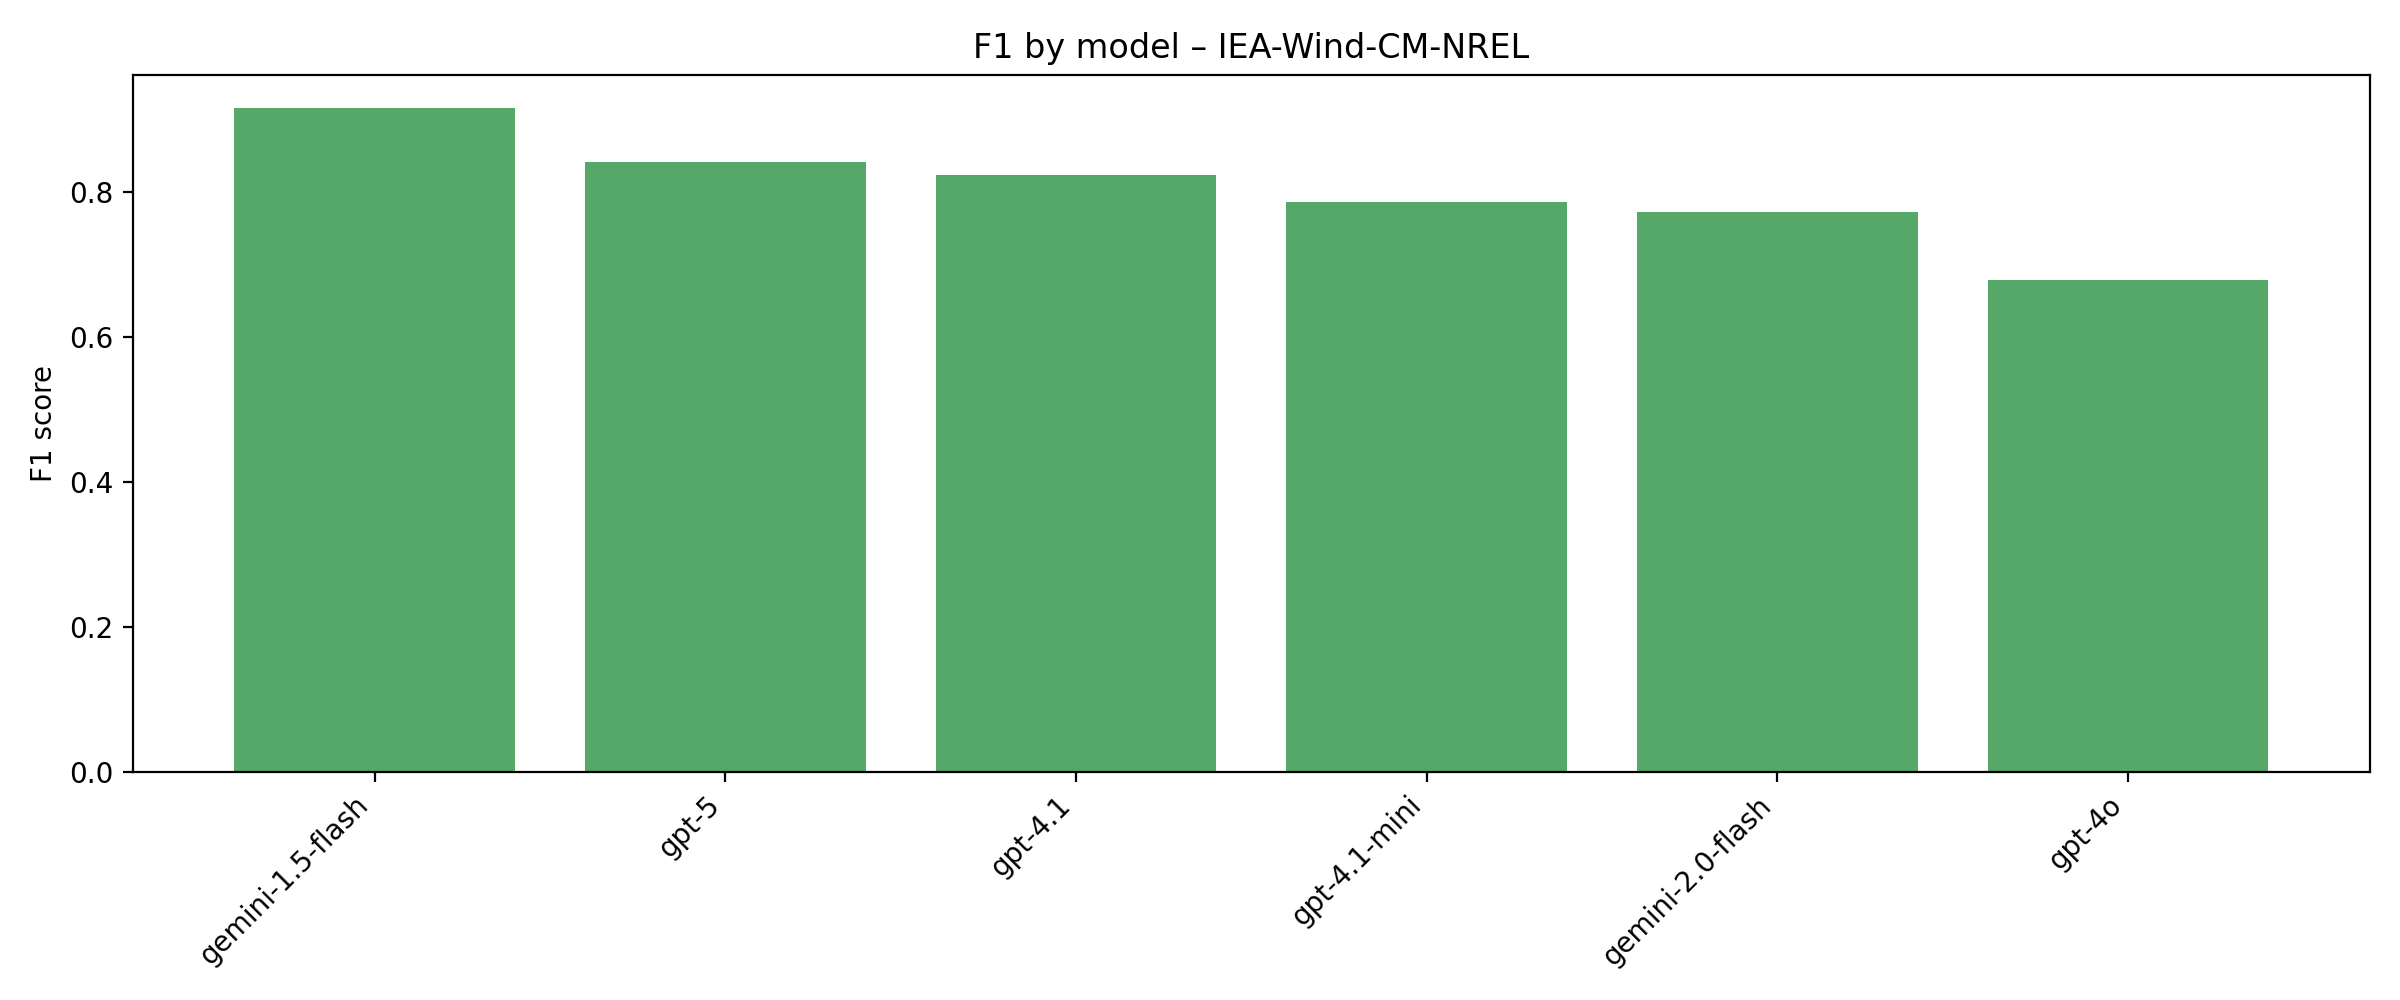 F1 by model – IEA-Wind-CM-NREL
F1 score
0.8
0.6
0.4
0.2
0.0
gemini-1.5-flash
gpt-5
gpt-4.1
gpt-4.1-mini
gemini-2.0-flash
gpt-4o